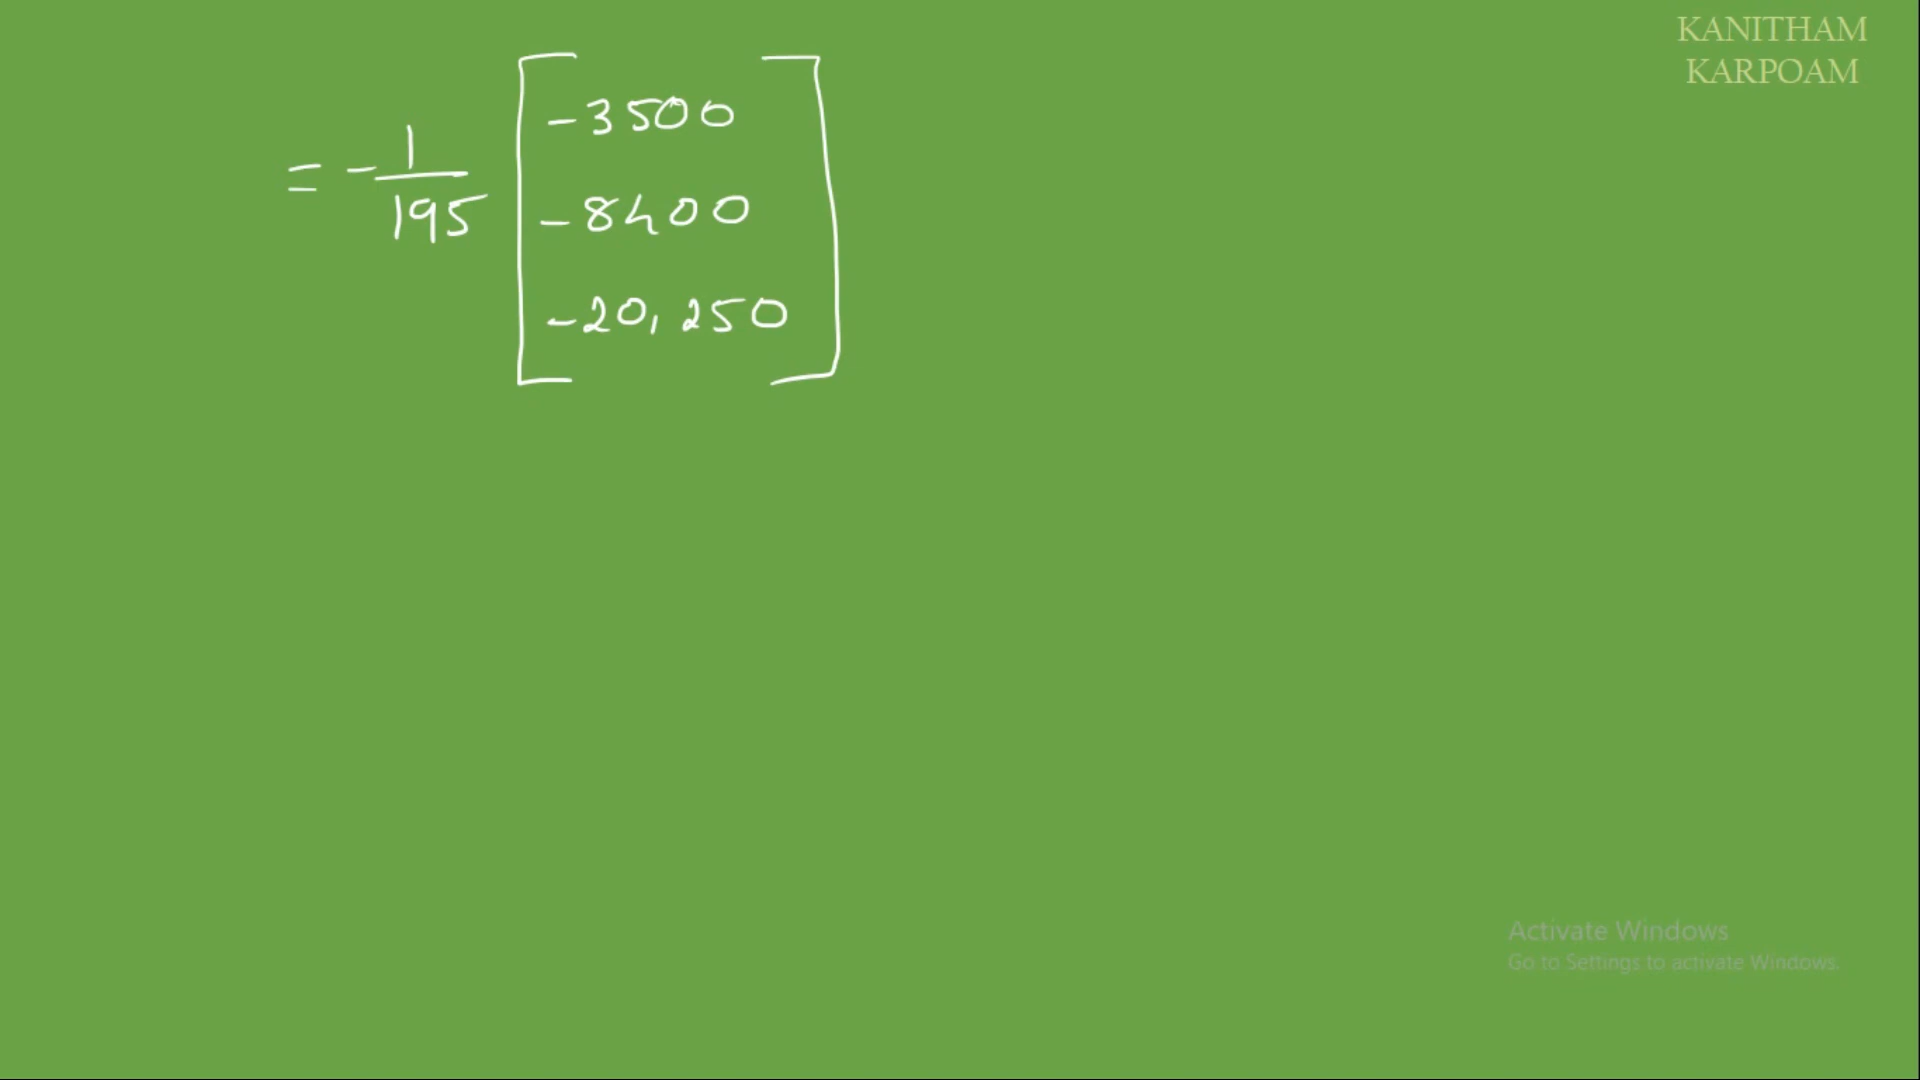 KANITHAM
KARPOAM
= -1/195 [
-3500
-8400
-20,250
]
Activate Windows
Go to Settings to activate Windows.